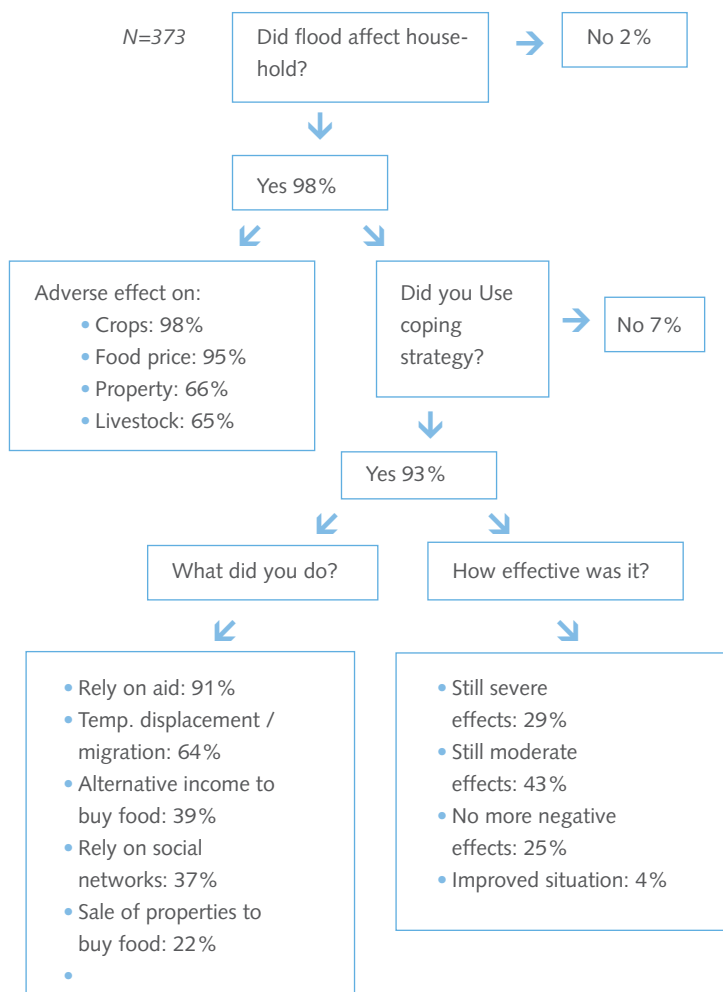 N=373
Did flood affect house-
hold?
No 2%
Yes 98%
Adverse effect on:
• Crops: 98%
• Food price: 95%
• Property: 66%
• Livestock: 65%
Did you Use
coping
strategy?
No 7%
Yes 93%
What did you do?
How effective was it?
• Rely on aid: 91%
• Temp. displacement /
migration: 64%
• Alternative income to
buy food: 39%
• Rely on social
networks: 37%
• Sale of properties to
buy food: 22%
•
• Still severe
effects: 29%
• Still moderate
effects: 43%
• No more negative
effects: 25%
• Improved situation: 4%